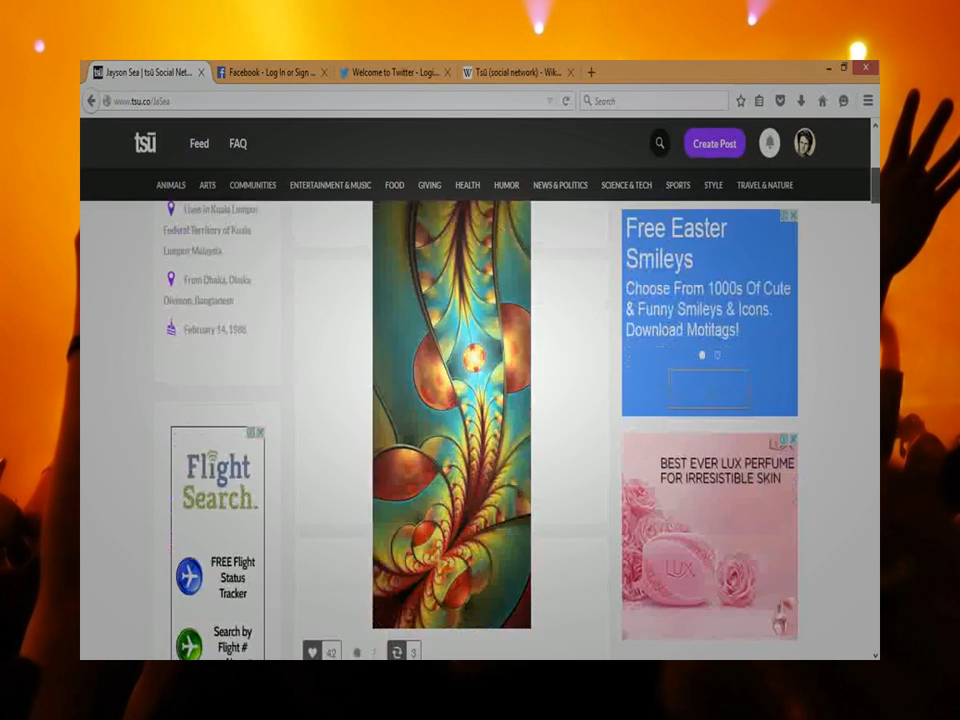 Jayson Sea | tsū Social Net...
Facebook - Log In or Sign ...
Welcome to Twitter - Logi...
W Tsū (social network) - Wik...
www.tsu.co/JaSea
Search
tsū
Feed
FAQ
Create Post
ANIMALS ARTS COMMUNITIES ENTERTAINMENT & MUSIC FOOD GIVING HEALTH HUMOR NEWS & POLITICS SCIENCE & TECH SPORTS STYLE TRAVEL & NATURE
Lives in Kuala Lumpur
Federal Territory of Kuala
Lumpur Malaysia
From Dhaka, Dhaka
Division, Bangladesh
February 14, 1988
Flight
Search.
FREE Flight
Status
Tracker
Search by
Flight #
42
3
Free Easter
Smileys
Choose From 1000s Of Cute
& Funny Smileys & Icons.
Download Motitags!
BEST EVER LUX PERFUME
FOR IRRESISTIBLE SKIN
LUX